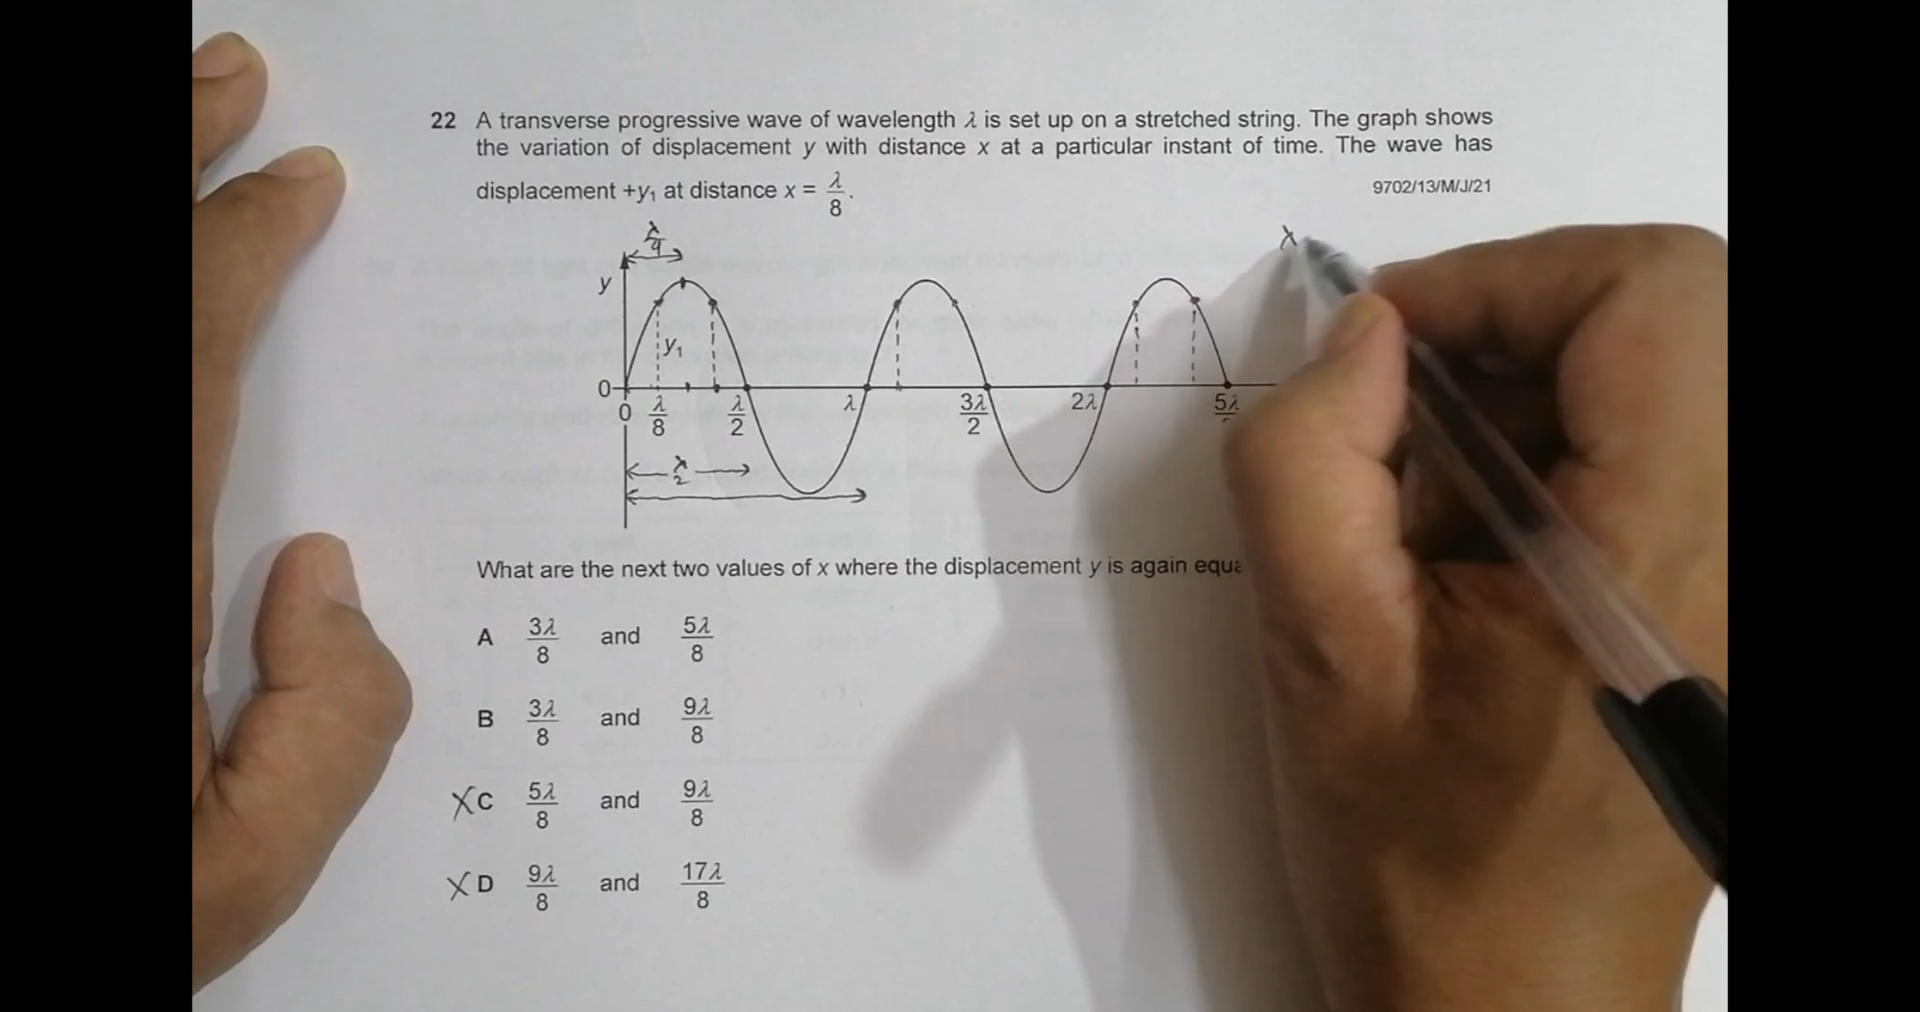 22 A transverse progressive wave of wavelength λ is set up on a stretched string. The graph shows
the variation of displacement y with distance x at a particular instant of time. The wave has
displacement +y₁ at distance x = λ/8.
9702/13/M/J/21
λ/4
y
y₁
0
0 λ/8 λ/2 λ 3λ/2 2λ 5λ
λ/2
What are the next two values of x where the displacement y is again
A 3λ/8 and 5λ/8
B 3λ/8 and 9λ/8
X C 5λ/8 and 9λ/8
X D 9λ/8 and 17λ/8